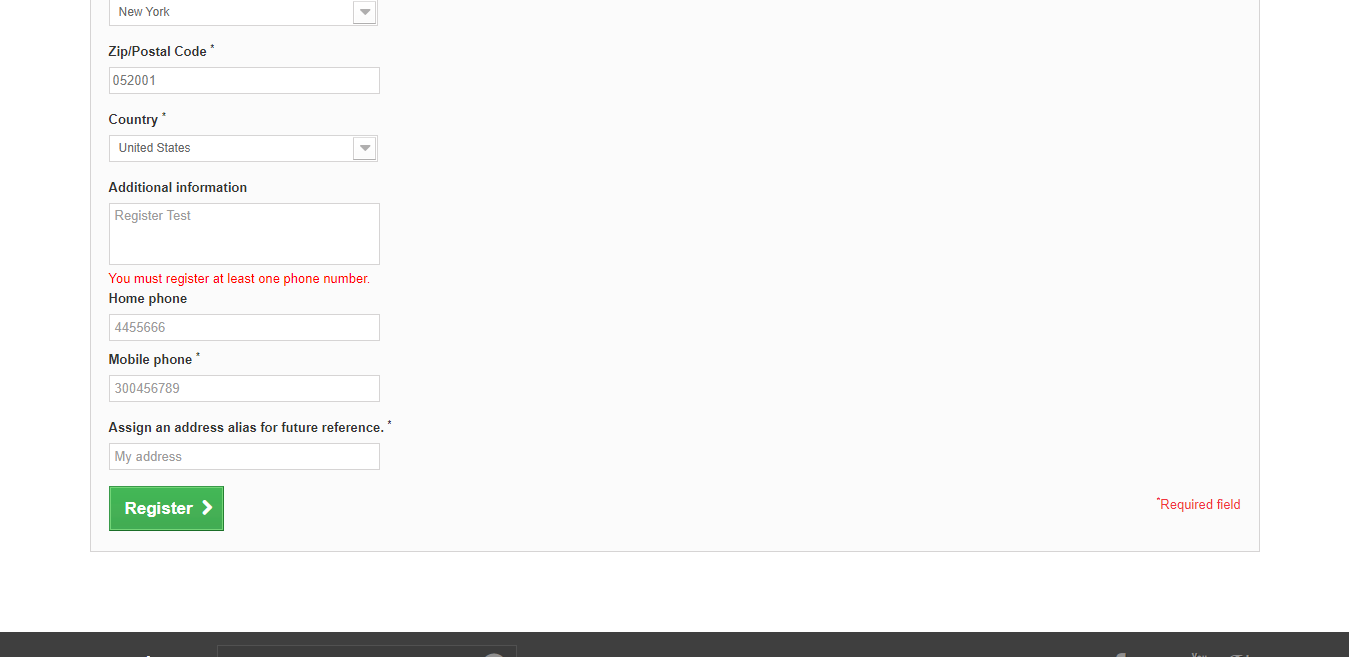 New York
Zip/Postal Code *
052001
Country *
United States
Additional information
Register Test
You must register at least one phone number.
Home phone
4455666
Mobile phone *
300456789
Assign an address alias for future reference. *
My address
Register
*Required field